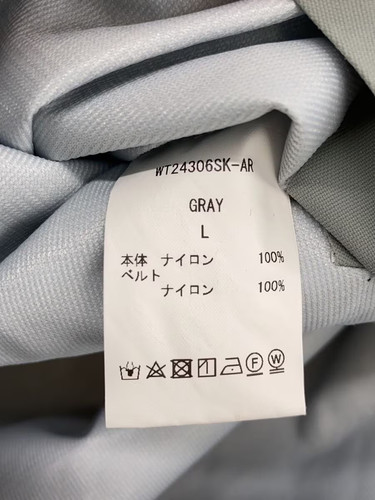 WT24306SK-AR
GRAY
L
本体 ナイロン 100%
ベルト
ナイロン 100%
F W